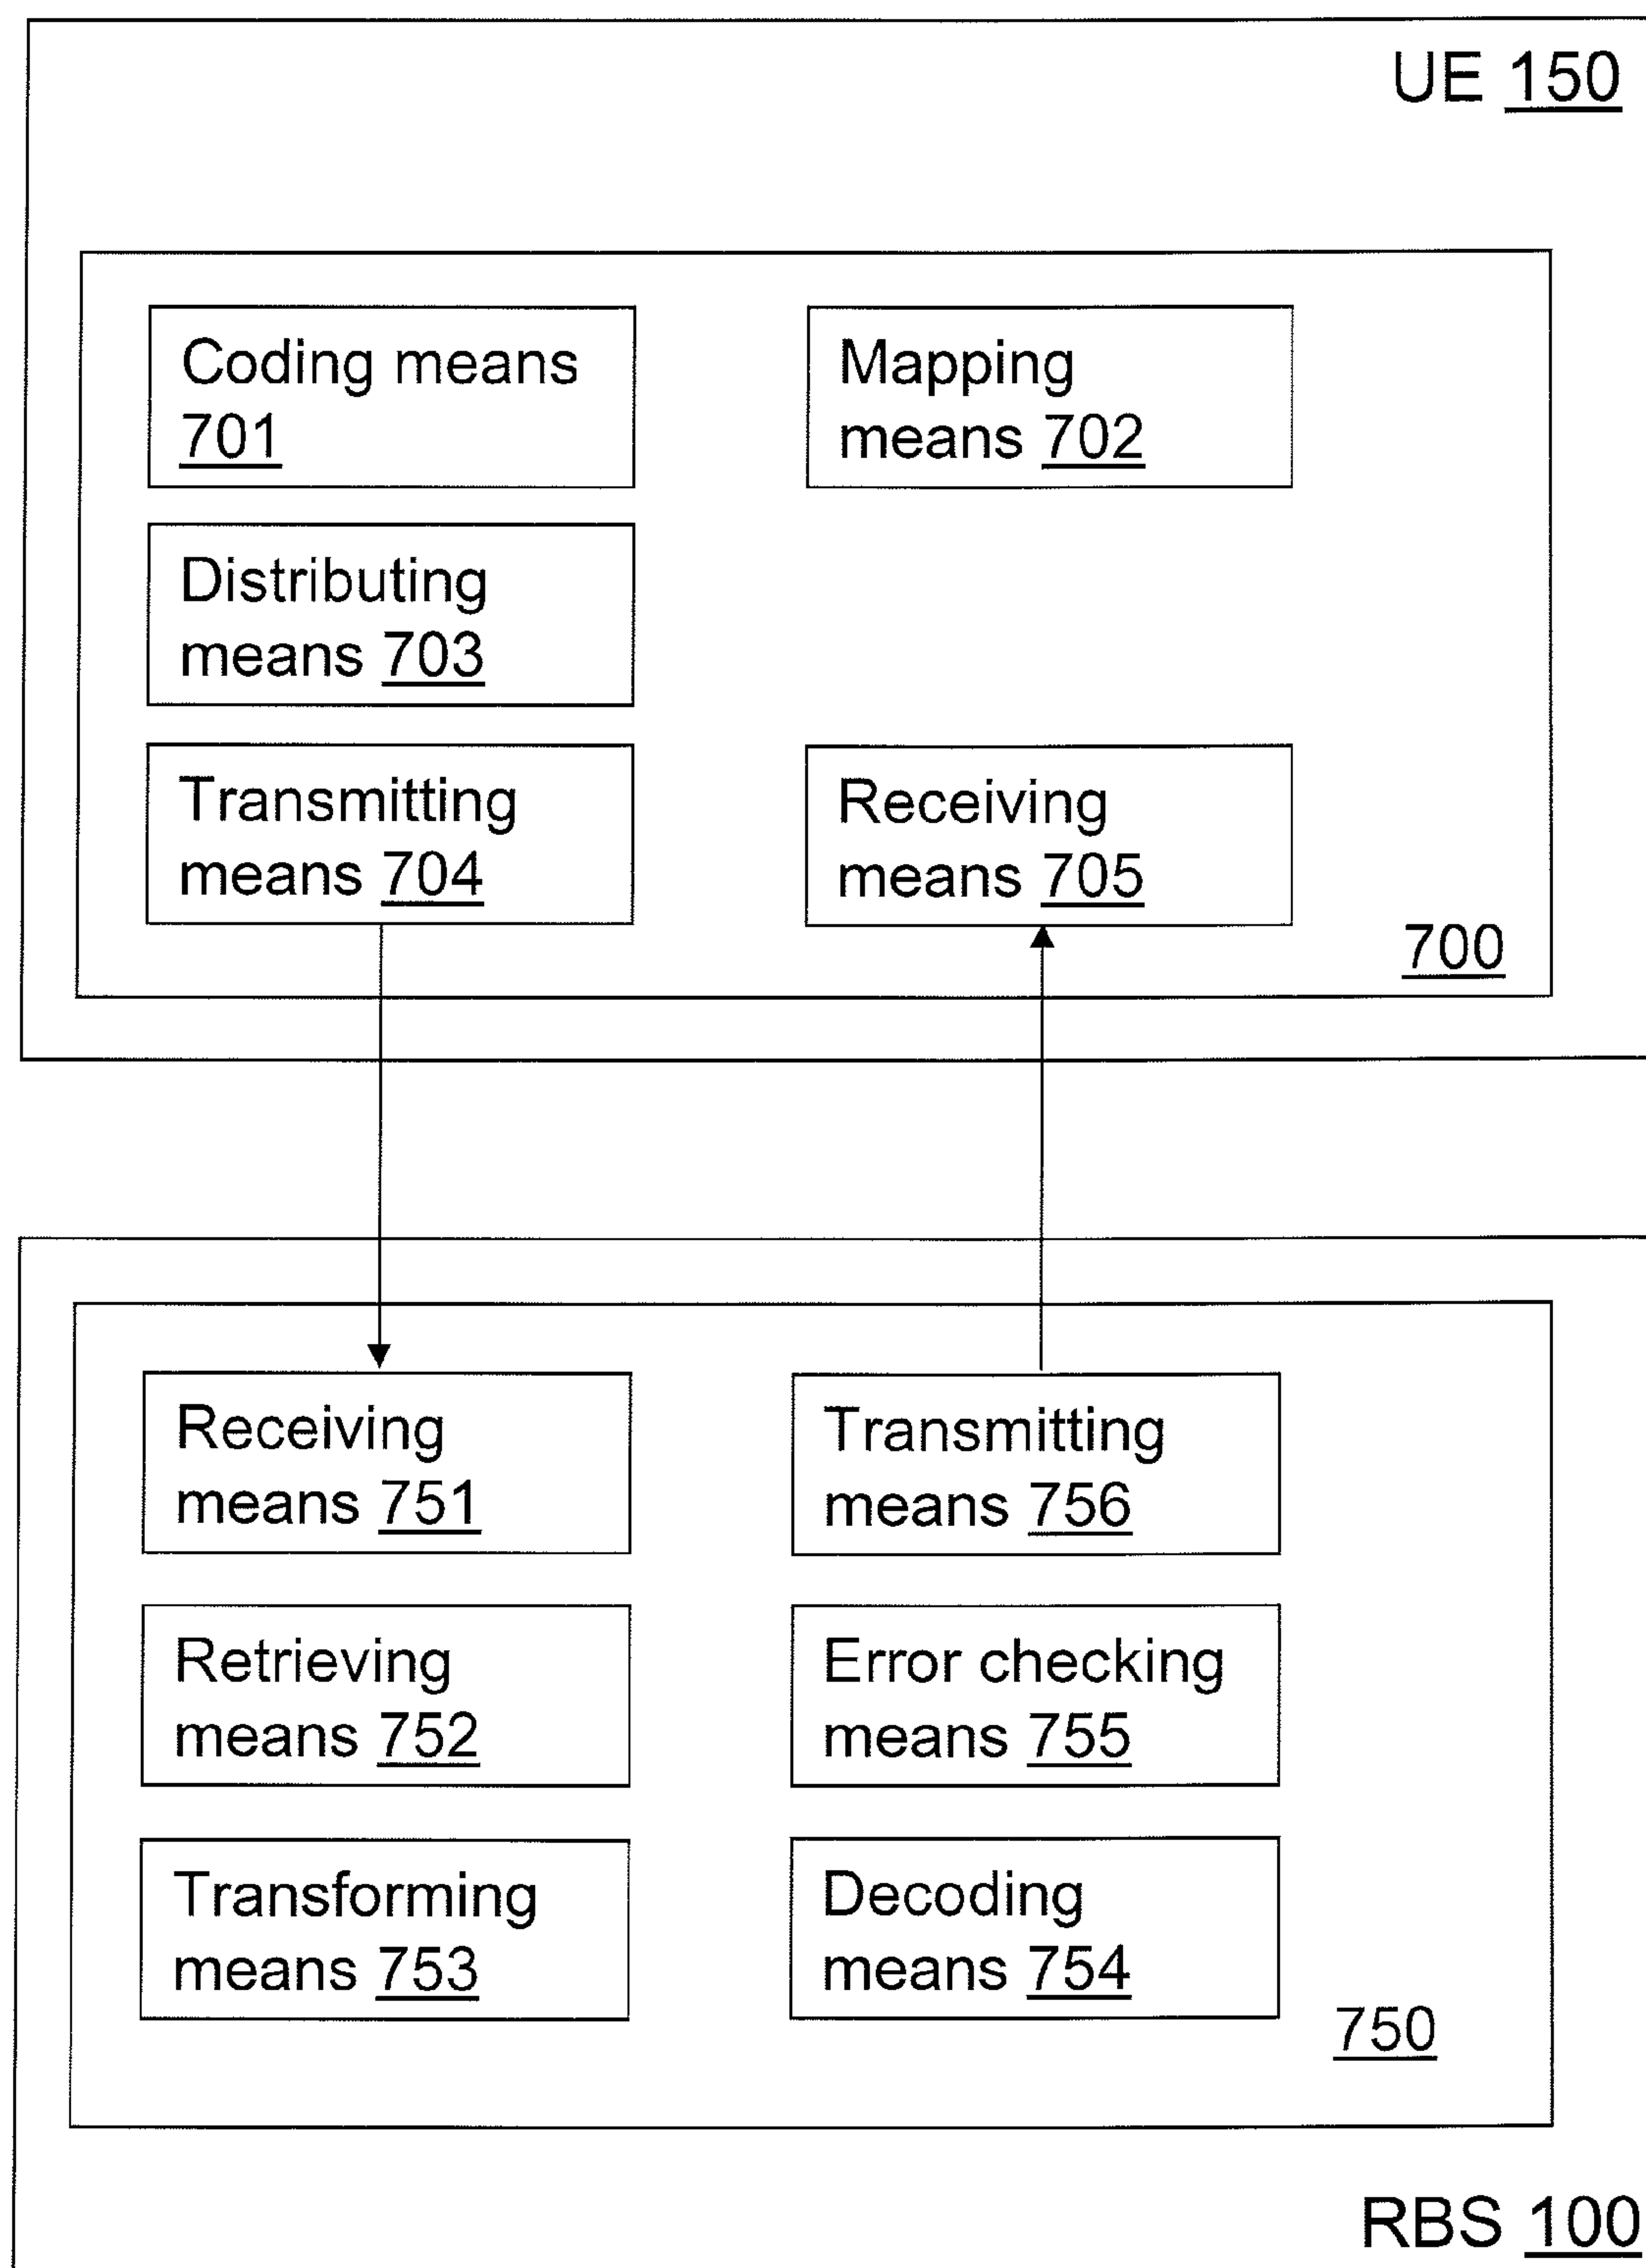 UE 150
Coding means
701
Mapping
means 702
Distributing
means 703
Transmitting
means 704
Receiving
means 705
700
Receiving
means 751
Transmitting
means 756
Retrieving
means 752
Error checking
means 755
Transforming
means 753
Decoding
means 754
750
RBS 100